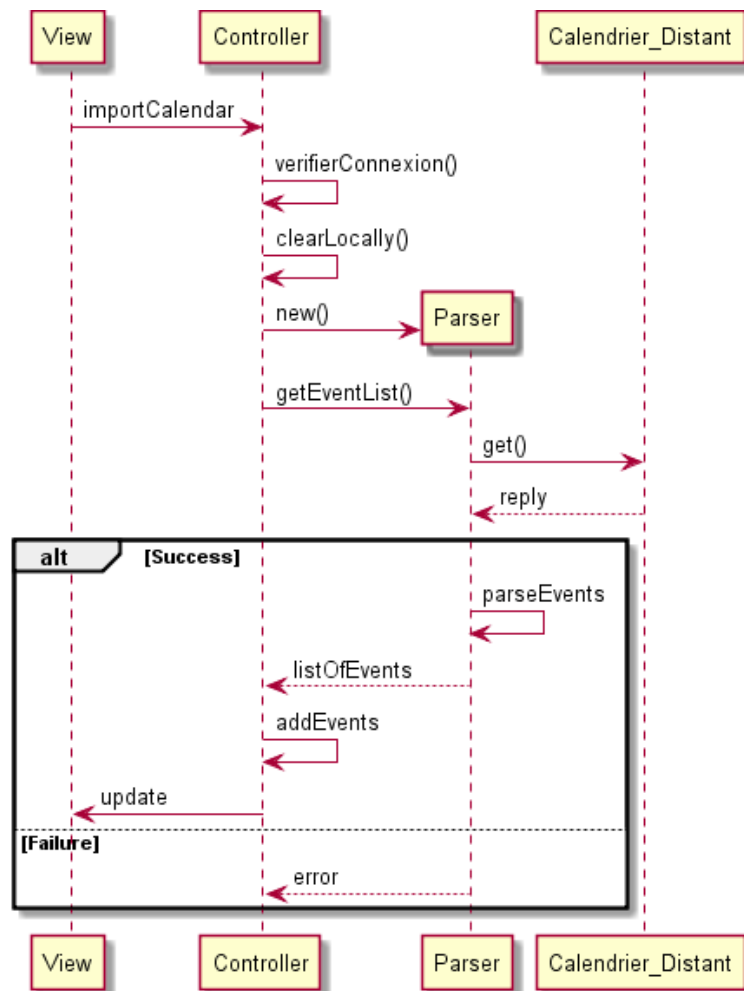 View Controller Calendrier_Distant
importCalendar
verifierConnexion()
clearLocally()
new() Parser
getEventList()
get()
reply
alt [Success]
parseEvents
listOfEvents
addEvents
update
[Failure]
error
View Controller Parser Calendrier_Distant